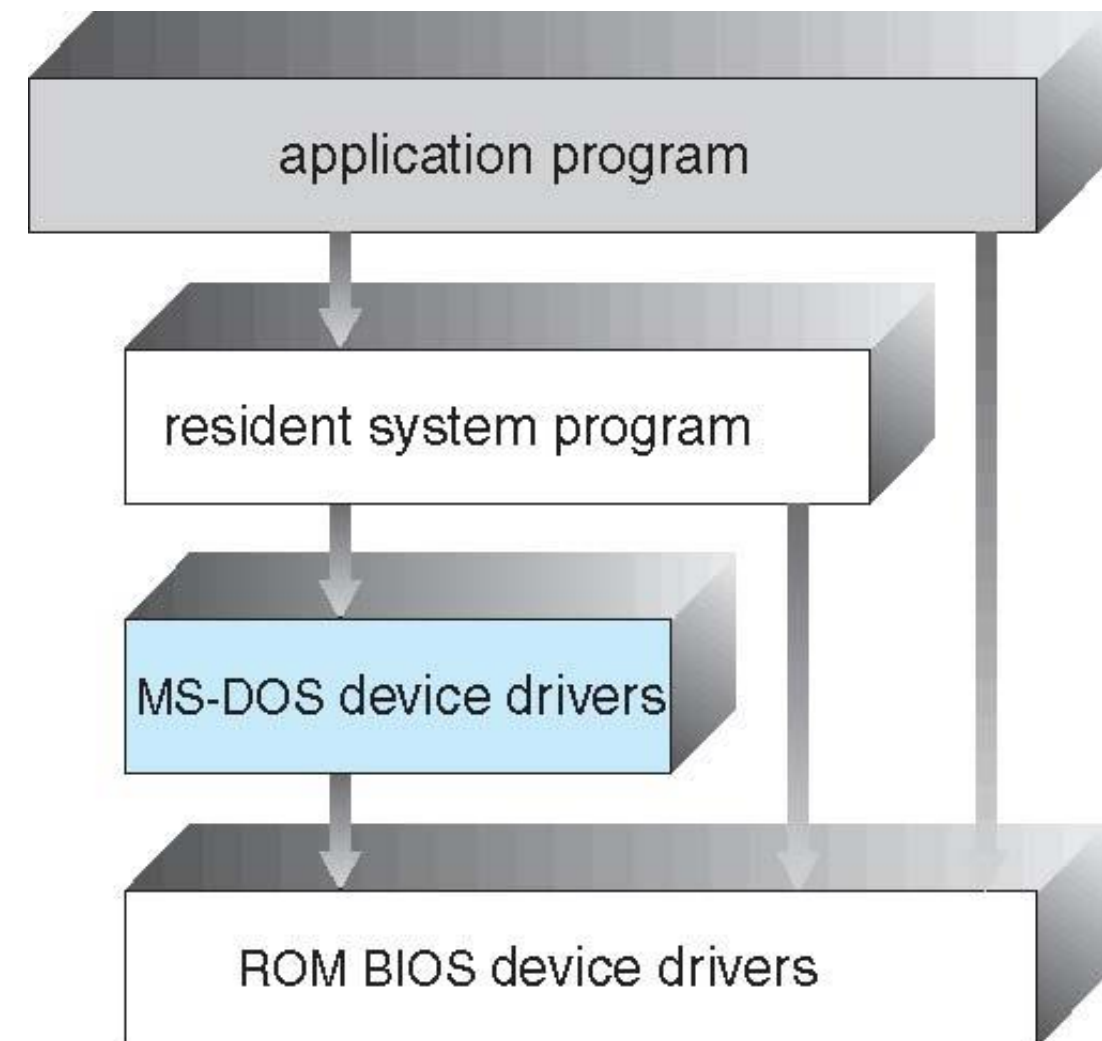 application program
resident system program
MS-DOS device drivers
ROM BIOS device drivers